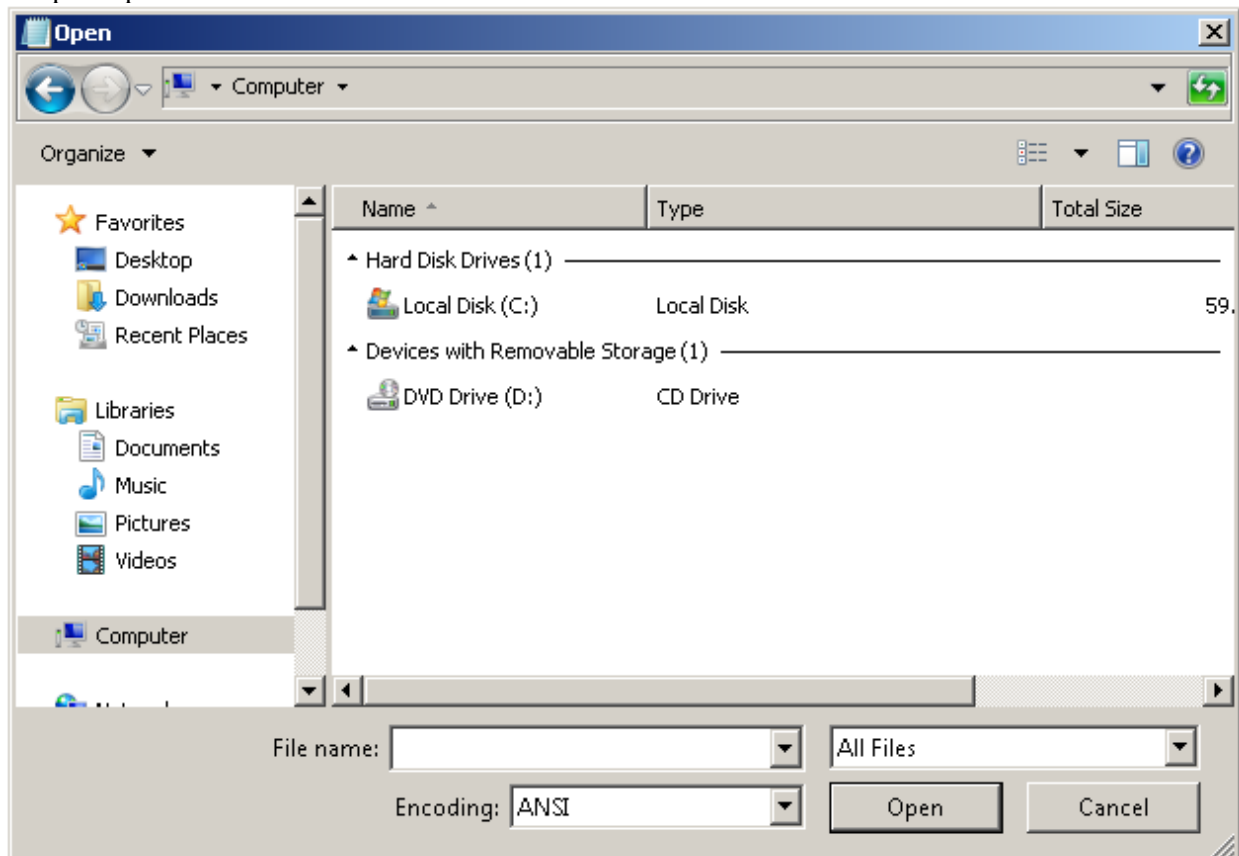 Open
Computer
Organize
Name Type Total Size
Favorites
Desktop
Downloads
Recent Places
Libraries
Documents
Music
Pictures
Videos
Computer
Hard Disk Drives (1)
Local Disk (C:) Local Disk 59.
Devices with Removable Storage (1)
DVD Drive (D:) CD Drive
File name: All Files
Encoding: ANSI Open Cancel